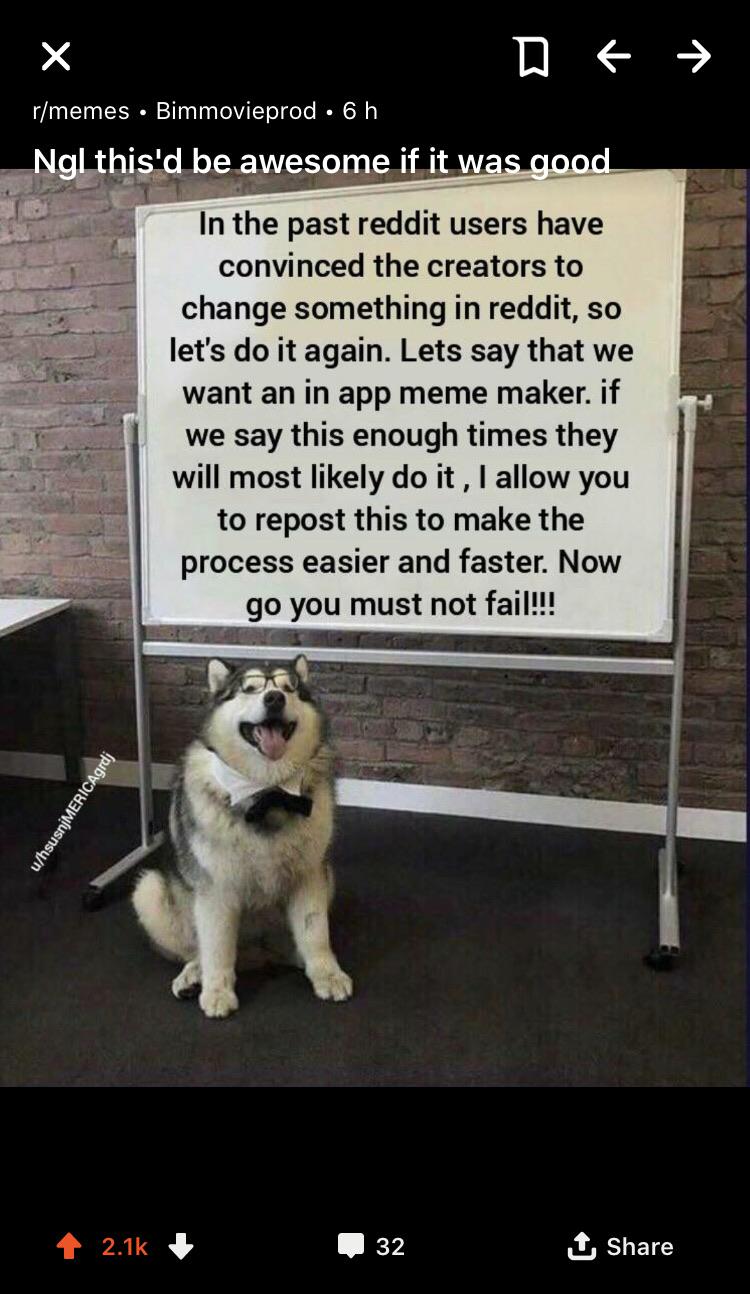 r/memes • Bimmovieprod • 6 h
Ngl this'd be awesome if it was good
In the past reddit users have
convinced the creators to
change something in reddit, so
let's do it again. Lets say that we
want an in app meme maker. if
we say this enough times they
will most likely do it , I allow you
to repost this to make the
process easier and faster. Now
go you must not fail!!!
u/hsusnjMERICAgrdj
2.1k
32
Share